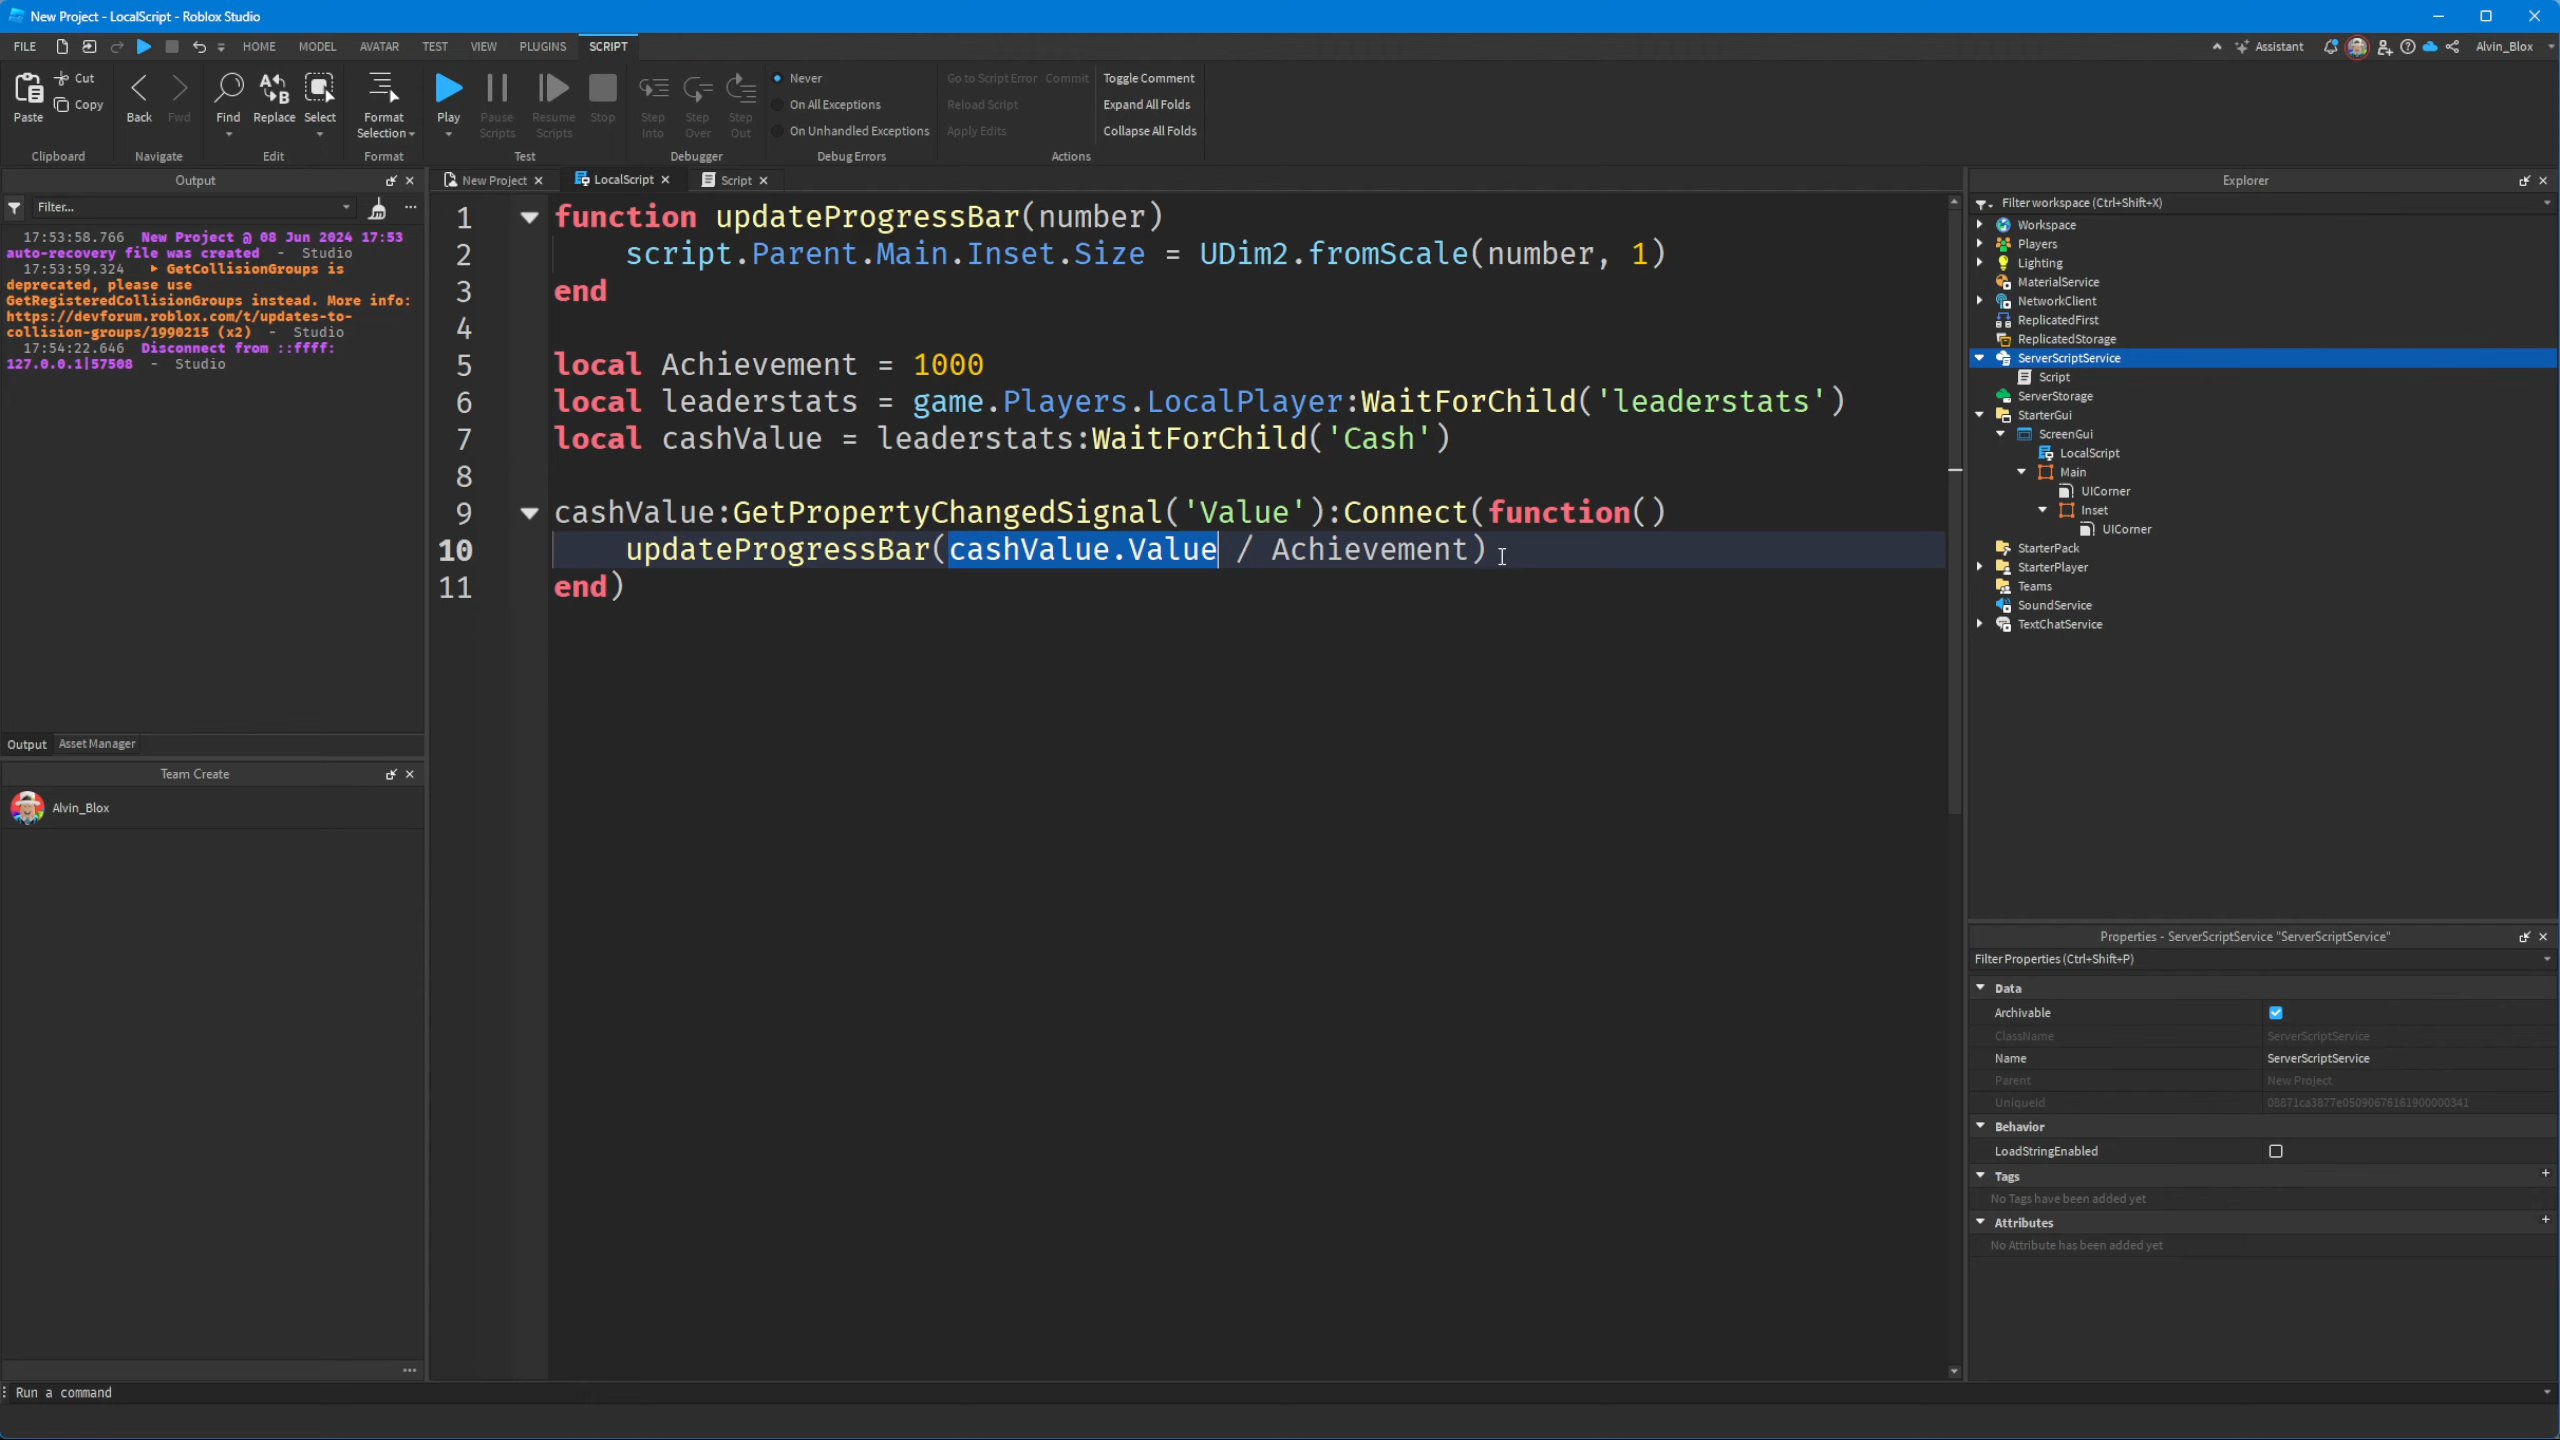 New Project - LocalScript - Roblox Studio
FILE HOME MODEL AVATAR TEST VIEW PLUGINS SCRIPT Assistant Alvin_Blox
Paste Cut Copy
Clipboard
Back Fwd
Navigate
Find Replace Select
Edit
Format Selection
Format
Play Pause Scripts Resume Scripts Stop
Test
Step Into Step Over Step Out
Debugger
Never
On All Exceptions
On Unhandled Exceptions
Debug Errors
Go to Script Error Commit Toggle Comment
Reload Script Expand All Folds
Apply Edits Collapse All Folds
Actions
Output
Filter...
17:53:58.766 New Project @ 08 Jun 2024 17:53
auto-recovery file was created - Studio
17:53:59.324 GetCollisionGroups is
deprecated, please use
GetRegisteredCollisionGroups instead. More info:
https://devforum.roblox.com/t/updates-to-
collision-groups/1990215 (x2) - Studio
17:54:22.646 Disconnect from ::ffff:
127.0.0.1|57508 - Studio
Output Asset Manager
Team Create
Alvin_Blox
New Project LocalScript Script
1 function updateProgressBar(number)
2 script.Parent.Main.Inset.Size = UDim2.fromScale(number, 1)
3 end
4
5 local Achievement = 1000
6 local leaderstats = game.Players.LocalPlayer:WaitForChild('leaderstats')
7 local cashValue = leaderstats:WaitForChild('Cash')
8
9 cashValue:GetPropertyChangedSignal('Value'):Connect(function()
10 updateProgressBar(cashValue.Value / Achievement)
11 end)
Explorer
Filter workspace (Ctrl+Shift+X)
Workspace
Players
Lighting
MaterialService
NetworkClient
ReplicatedFirst
ReplicatedStorage
ServerScriptService
Script
ServerStorage
StarterGui
ScreenGui
LocalScript
Main
UICorner
Inset
UICorner
StarterPack
StarterPlayer
Teams
SoundService
TextChatService
Properties - ServerScriptService "ServerScriptService"
Filter Properties (Ctrl+Shift+P)
Data
Archivable
ClassName ServerScriptService
Name ServerScriptService
Parent New Project
UniqueId
Behavior
LoadStringEnabled
Tags
No Tags have been added yet
Attributes
No Attribute has been added yet
Run a command